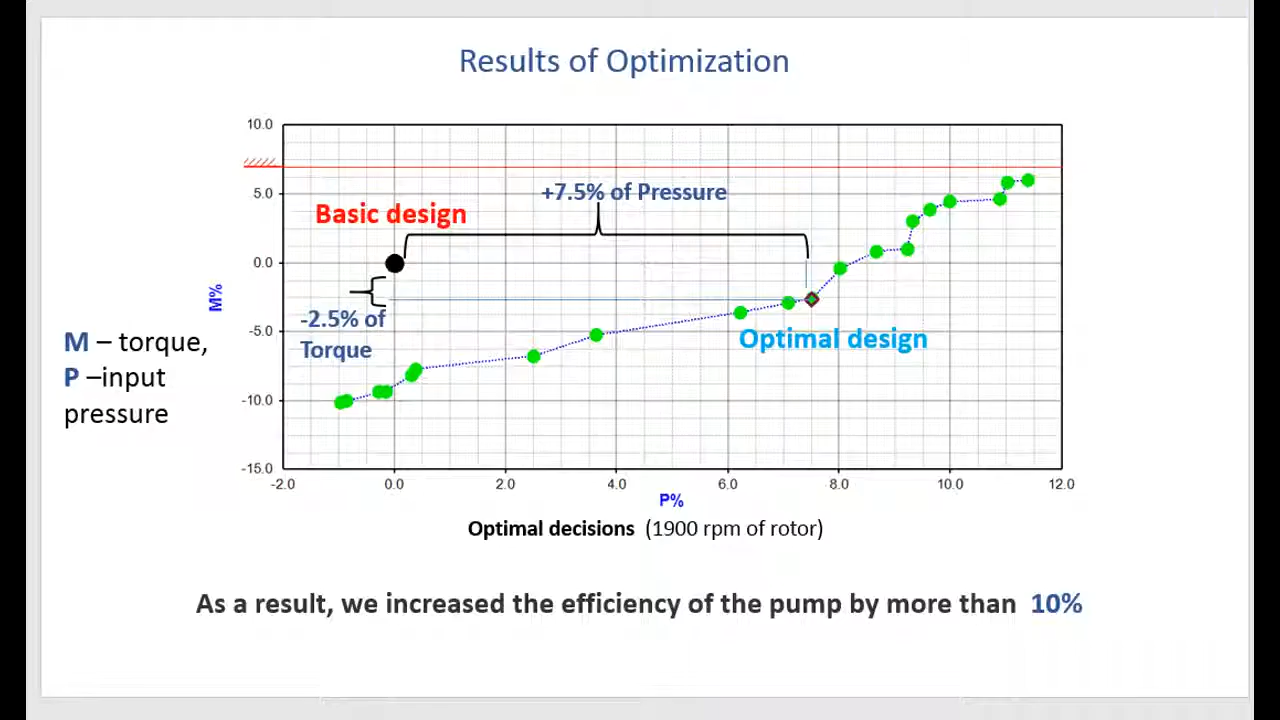 Results of Optimization
10.0
+7.5% of Pressure
5.0
Basic design
0.0
M%
-2.5% of
Torque
-5.0
Optimal design
M – torque,
P –input
pressure
-10.0
-15.0
-2.0 0.0 2.0 4.0 6.0 8.0 10.0 12.0
P%
Optimal decisions (1900 rpm of rotor)
As a result, we increased the efficiency of the pump by more than 10%